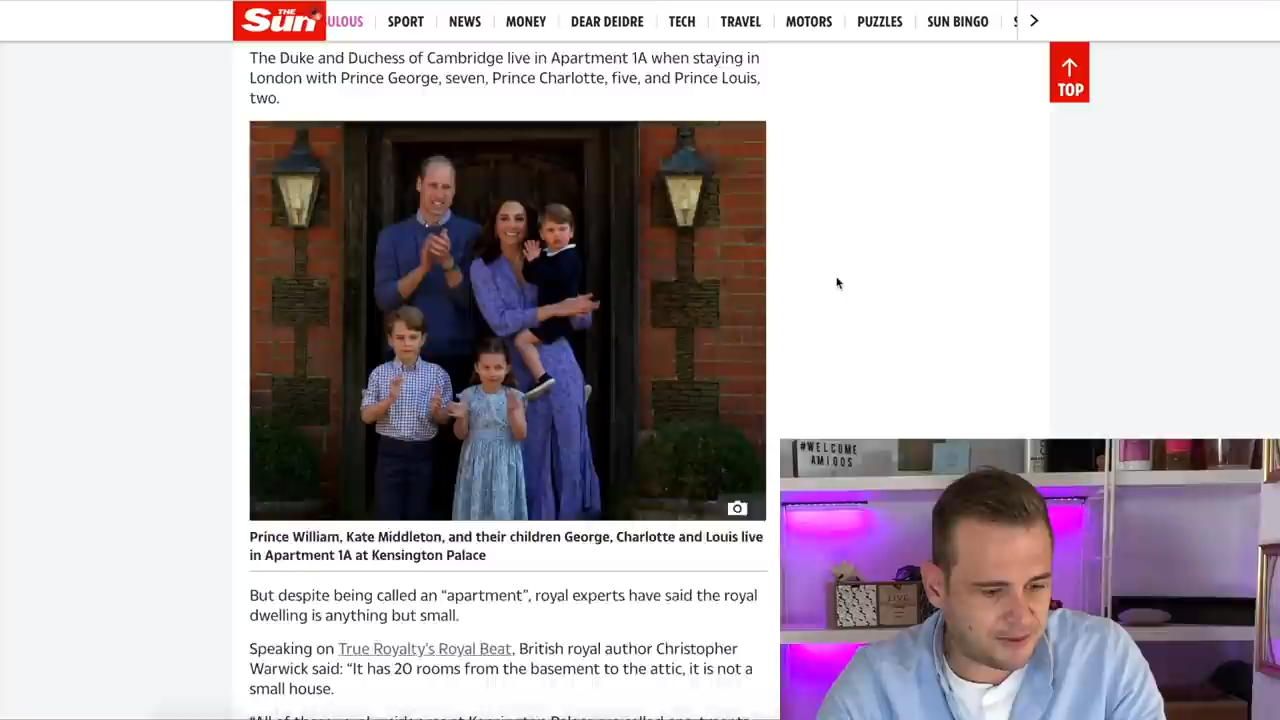 THE Sun
ULOUS SPORT NEWS MONEY DEAR DEIDRE TECH TRAVEL MOTORS PUZZLES SUN BINGO
TOP
The Duke and Duchess of Cambridge live in Apartment 1A when staying in
London with Prince George, seven, Prince Charlotte, five, and Prince Louis,
two.
Prince William, Kate Middleton, and their children George, Charlotte and Louis live
in Apartment 1A at Kensington Palace
But despite being called an “apartment”, royal experts have said the royal
dwelling is anything but small.
Speaking on True Royalty’s Royal Beat, British royal author Christopher
Warwick said: “It has 20 rooms from the basement to the attic, it is not a
small house.
#WELCOME
AMIGOS
LIVE